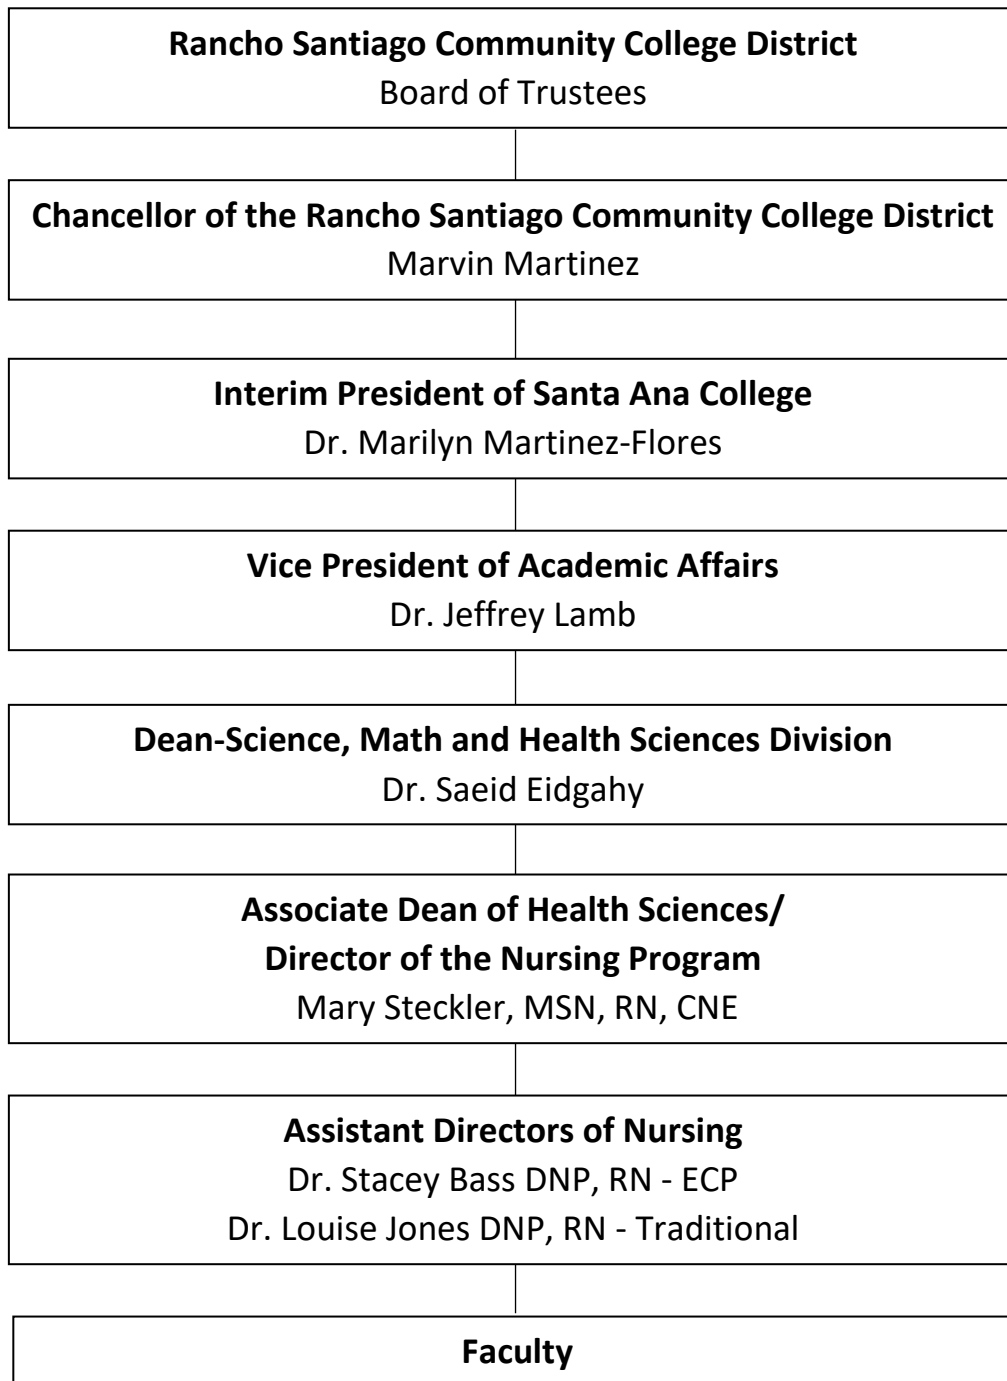 Rancho Santiago Community College District
Board of Trustees
Chancellor of the Rancho Santiago Community College District
Marvin Martinez
Interim President of Santa Ana College
Dr. Marilyn Martinez-Flores
Vice President of Academic Affairs
Dr. Jeffrey Lamb
Dean-Science, Math and Health Sciences Division
Dr. Saeid Eidgahy
Associate Dean of Health Sciences/
Director of the Nursing Program
Mary Steckler, MSN, RN, CNE
Assistant Directors of Nursing
Dr. Stacey Bass DNP, RN - ECP
Dr. Louise Jones DNP, RN - Traditional
Faculty